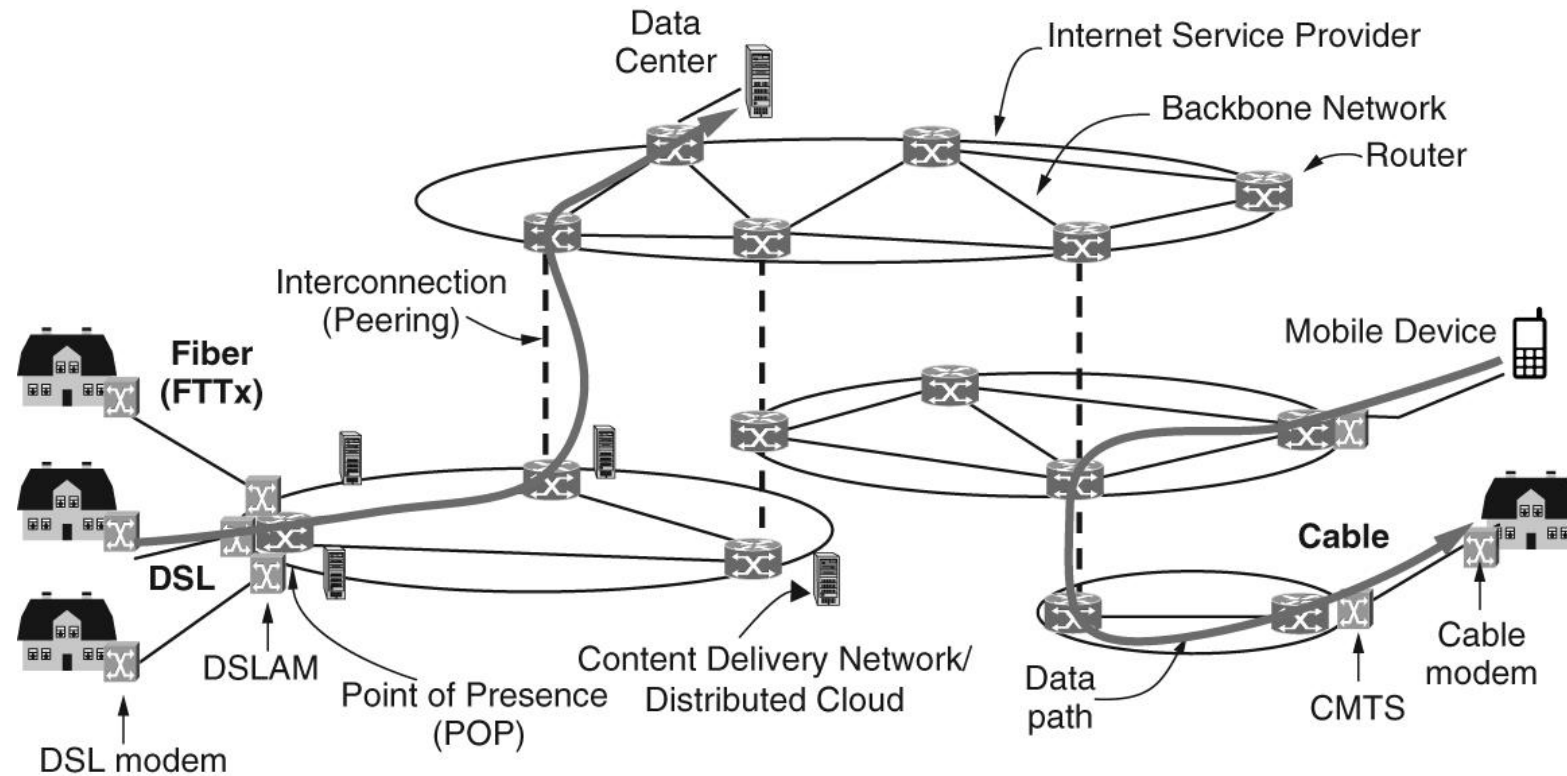 Data
Center
Internet Service Provider
Backbone Network
Router
Interconnection
(Peering)
Mobile Device
Fiber
(FTTx)
DSL
Cable
DSLAM
Point of Presence
(POP)
Content Delivery Network/
Distributed Cloud
Data
path
CMTS
Cable
modem
DSL modem